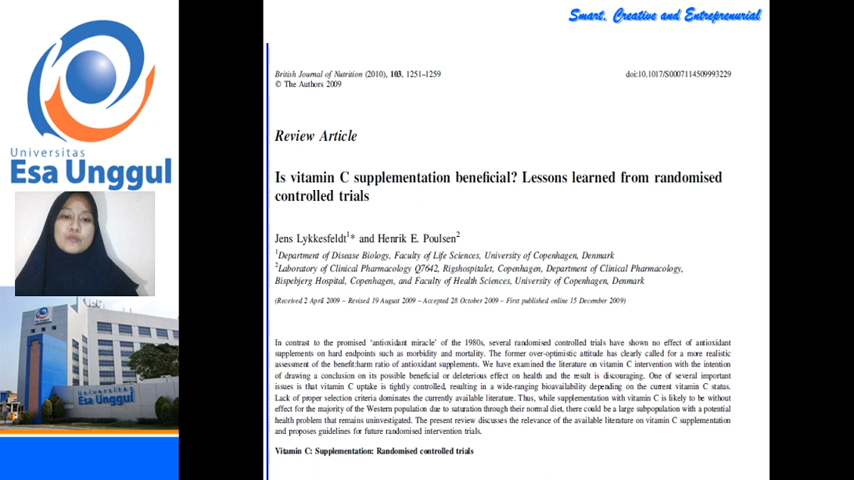 Smart, Creative and Entreprenurial
Universitas
Esa Unggul
British Journal of Nutrition (2010), 103, 1251–1259
doi:10.1017/S0007114509993229
© The Authors 2009
Review Article
Is vitamin C supplementation beneficial? Lessons learned from randomised
controlled trials
Jens Lykkesfeldt1* and Henrik E. Poulsen2
1Department of Disease Biology, Faculty of Life Sciences, University of Copenhagen, Denmark
2Laboratory of Clinical Pharmacology Q7642, Rigshospitalet, Copenhagen, Department of Clinical Pharmacology,
Bispebjerg Hospital, Copenhagen, and Faculty of Health Sciences, University of Copenhagen, Denmark
(Received 2 April 2009 – Revised 19 August 2009 – Accepted 28 October 2009 – First published online 15 December 2009)
In contrast to the promised ‘antioxidant miracle’ of the 1980s, several randomised controlled trials have shown no effect of antioxidant
supplements on hard endpoints such as morbidity and mortality. The former over-optimistic attitude has clearly called for a more realistic
assessment of the benefit:harm ratio of antioxidant supplements. We have examined the literature on vitamin C intervention with the intention
of drawing a conclusion on its possible beneficial or deleterious effect on health and the result is discouraging. One of several important
issues is that vitamin C uptake is tightly controlled, resulting in a wide-ranging bioavailability depending on the current vitamin C status.
Lack of proper selection criteria dominates the currently available literature. Thus, while supplementation with vitamin C is likely to be without
effect for the majority of the Western population due to saturation through their normal diet, there could be a large subpopulation with a potential
health problem that remains uninvestigated. The present review discusses the relevance of the available literature on vitamin C supplementation
and proposes guidelines for future randomised intervention trials.
Vitamin C: Supplementation: Randomised controlled trials
Universitas
Esa Unggul